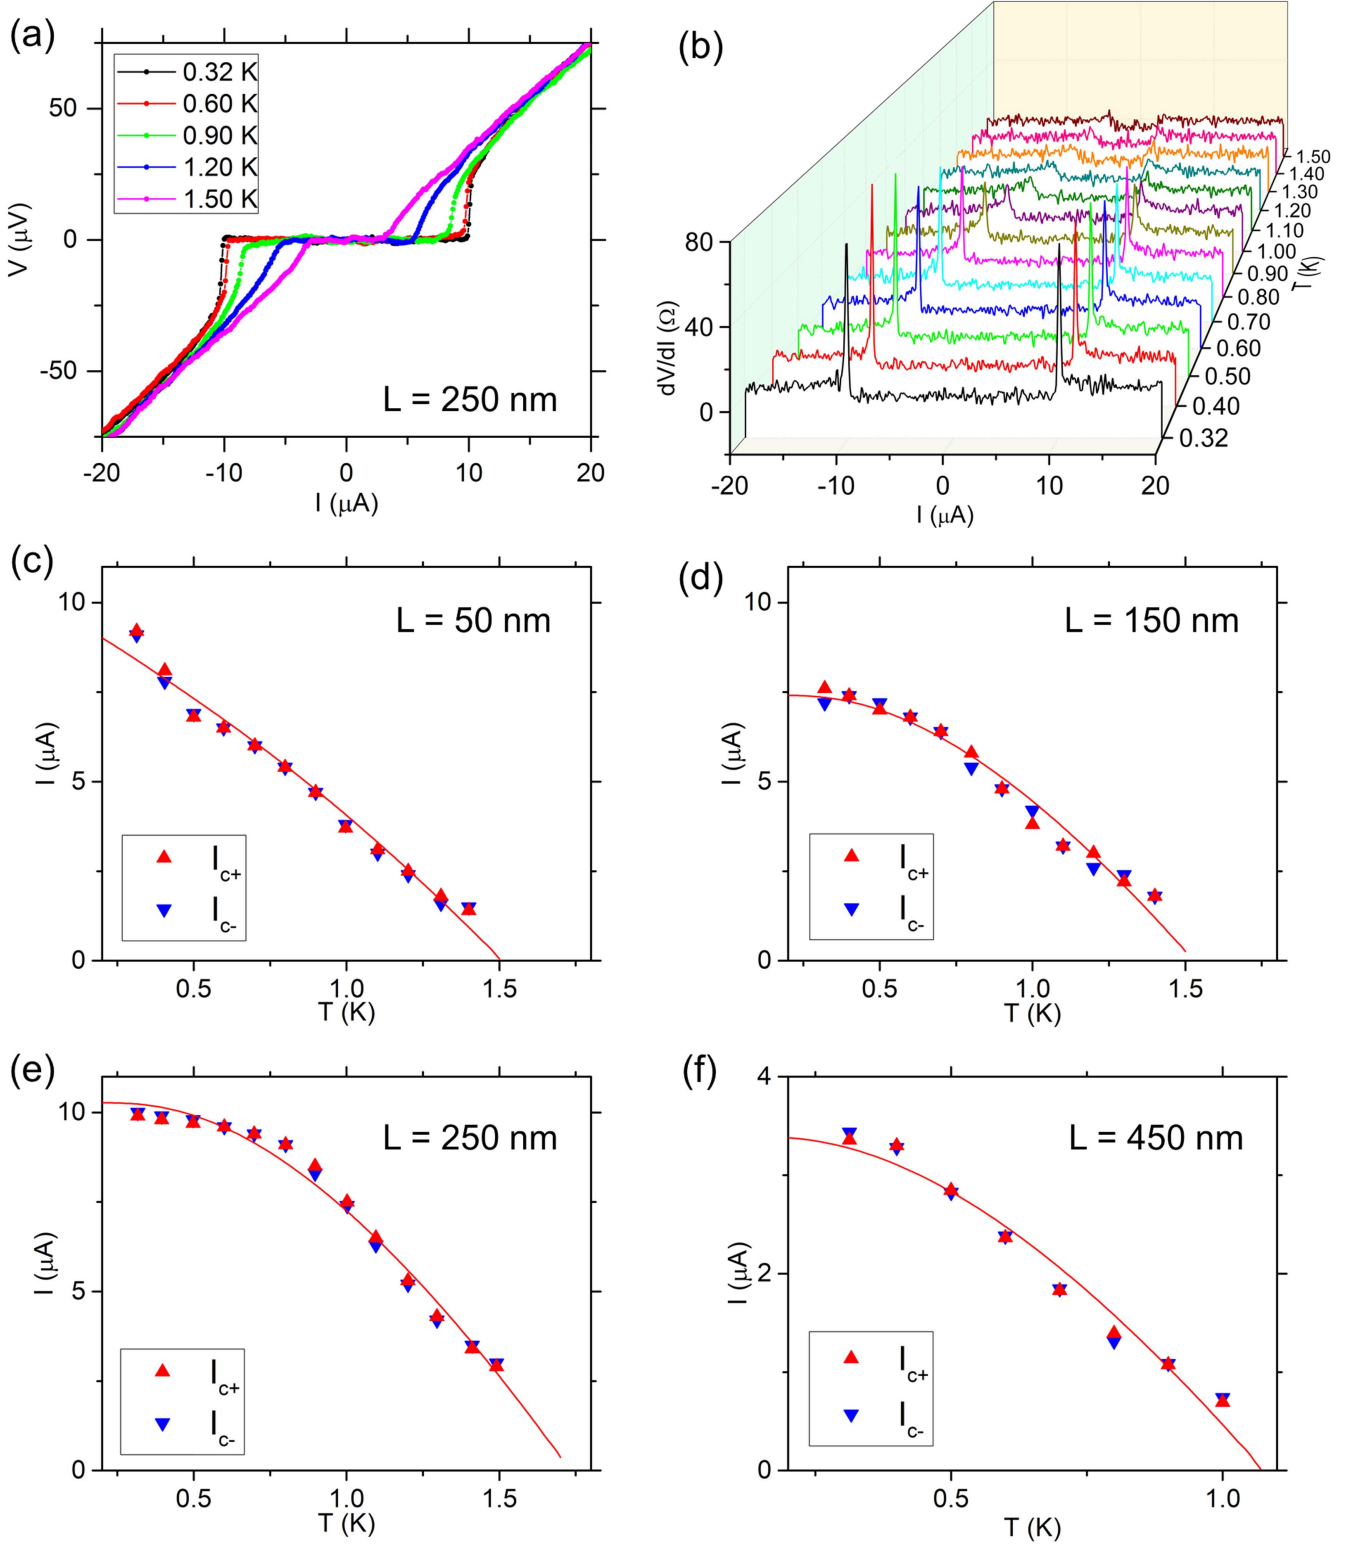 (a)
0.32 K
0.60 K
0.90 K
1.20 K
1.50 K
50
0
-50
V (μV)
L = 250 nm
-20 -10 0 10 20
I (μA)
(b)
80
40
0
dV/dI (Ω)
-20 -10 0 10 20
I (μA)
1.50
1.40
1.30
1.20
1.10
1.00
0.90
0.80
0.70
0.60
0.50
0.40
0.32
T (K)
(c)
L = 50 nm
10
5
0
I (μA)
Ic+
Ic-
0.5 1.0 1.5
T (K)
(d)
L = 150 nm
10
5
0
I (μA)
Ic+
Ic-
0.5 1.0 1.5
T (K)
(e)
L = 250 nm
10
5
0
I (μA)
Ic+
Ic-
0.5 1.0 1.5
T (K)
(f)
L = 450 nm
4
2
0
I (μA)
Ic+
Ic-
0.5 1.0
T (K)